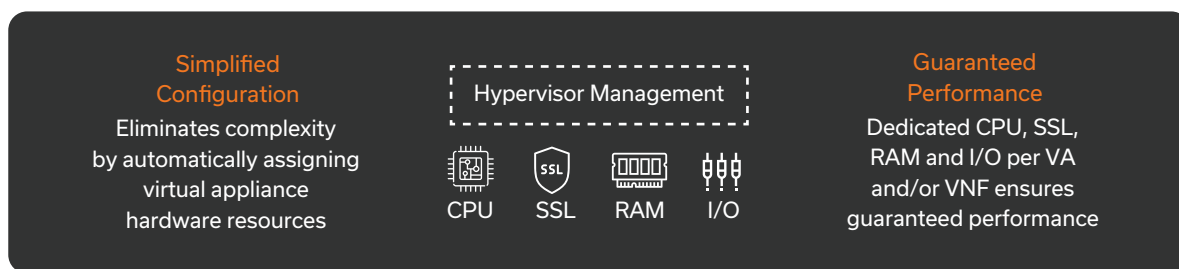 Simplified
Configuration
Eliminates complexity
by automatically assigning
virtual appliance
hardware resources
Hypervisor Management
SSL
CPU
SSL
RAM
I/O
Guaranteed
Performance
Dedicated CPU, SSL,
RAM and I/O per VA
and/or VNF ensures
guaranteed performance